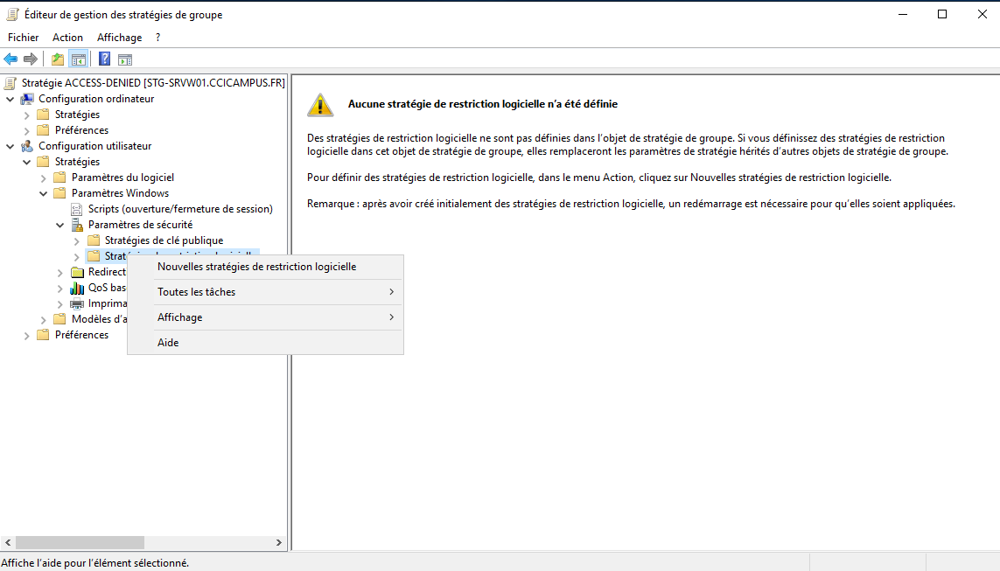 Éditeur de gestion des stratégies de groupe
Fichier Action Affichage ?
Stratégie ACCESS-DENIED [STG-SRVW01.CCICAMPUS.FR]
Configuration ordinateur
Stratégies
Préférences
Configuration utilisateur
Stratégies
Paramètres du logiciel
Paramètres Windows
Scripts (ouverture/fermeture de session)
Paramètres de sécurité
Stratégies de clé publique
Redirect
QoS bas
Imprima
Modèles d'a
Préférences
Nouvelles stratégies de restriction logicielle
Toutes les tâches
Affichage
Aide
Aucune stratégie de restriction logicielle n'a été définie
Des stratégies de restriction logicielle ne sont pas définies dans l'objet de stratégie de groupe. Si vous définissez des stratégies de restriction
logicielle dans cet objet de stratégie de groupe, elles remplaceront les paramètres de stratégie hérités d'autres objets de stratégie de groupe.
Pour définir des stratégies de restriction logicielle, dans le menu Action, cliquez sur Nouvelles stratégies de restriction logicielle.
Remarque : après avoir créé initialement des stratégies de restriction logicielle, un redémarrage est nécessaire pour qu'elles soient appliquées.
Affiche l'aide pour l'élément sélectionné.